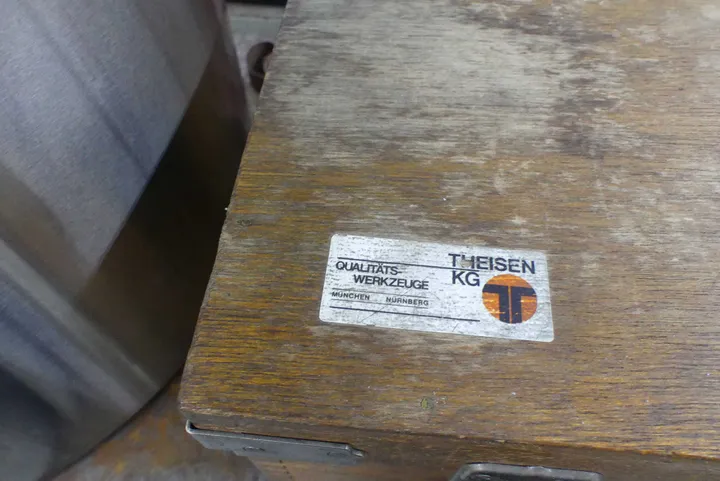 QUALITÄTS-
WERKZEUGE
MÜNCHEN NÜRNBERG
THEISEN
KG
T